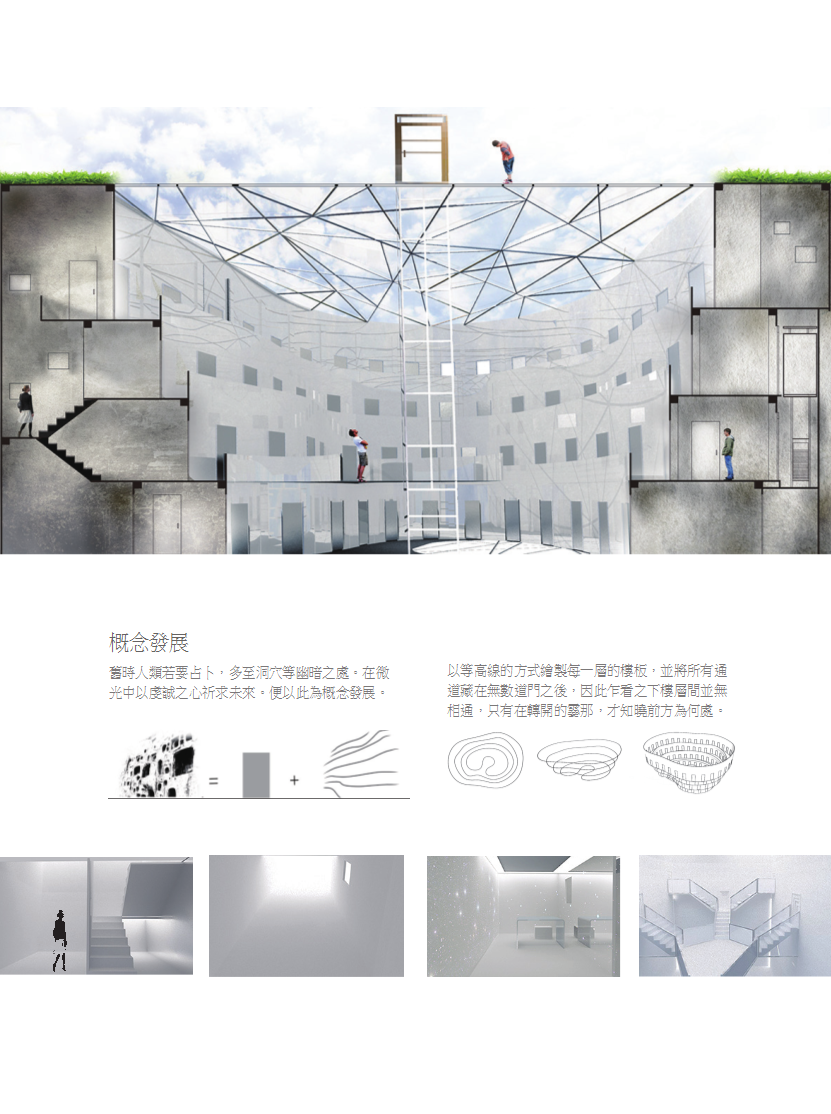 概念發展
舊時人類若要占卜，多至洞穴等幽暗之處。在微
光中以虔誠之心祈求未來。便以此為概念發展。
以等高線的方式繪製每一層的樓板，並將所有通
道藏在無數道門之後，因此乍看之下樓層間並無
相通，只有在轉開的霎那，才知曉前方為何處。
= +